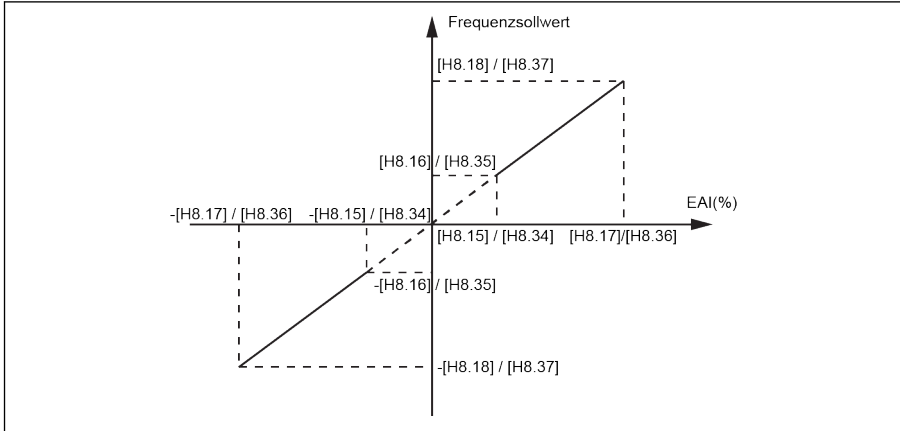 Frequenzsollwert
[H8.18] / [H8.37]
[H8.16] / [H8.35]
EAI(%)
-[H8.17] / [H8.36] -[H8.15] / [H8.34]
[H8.15] / [H8.34] [H8.17]/[H8.36]
-[H8.16] / [H8.35]
-[H8.18] / [H8.37]